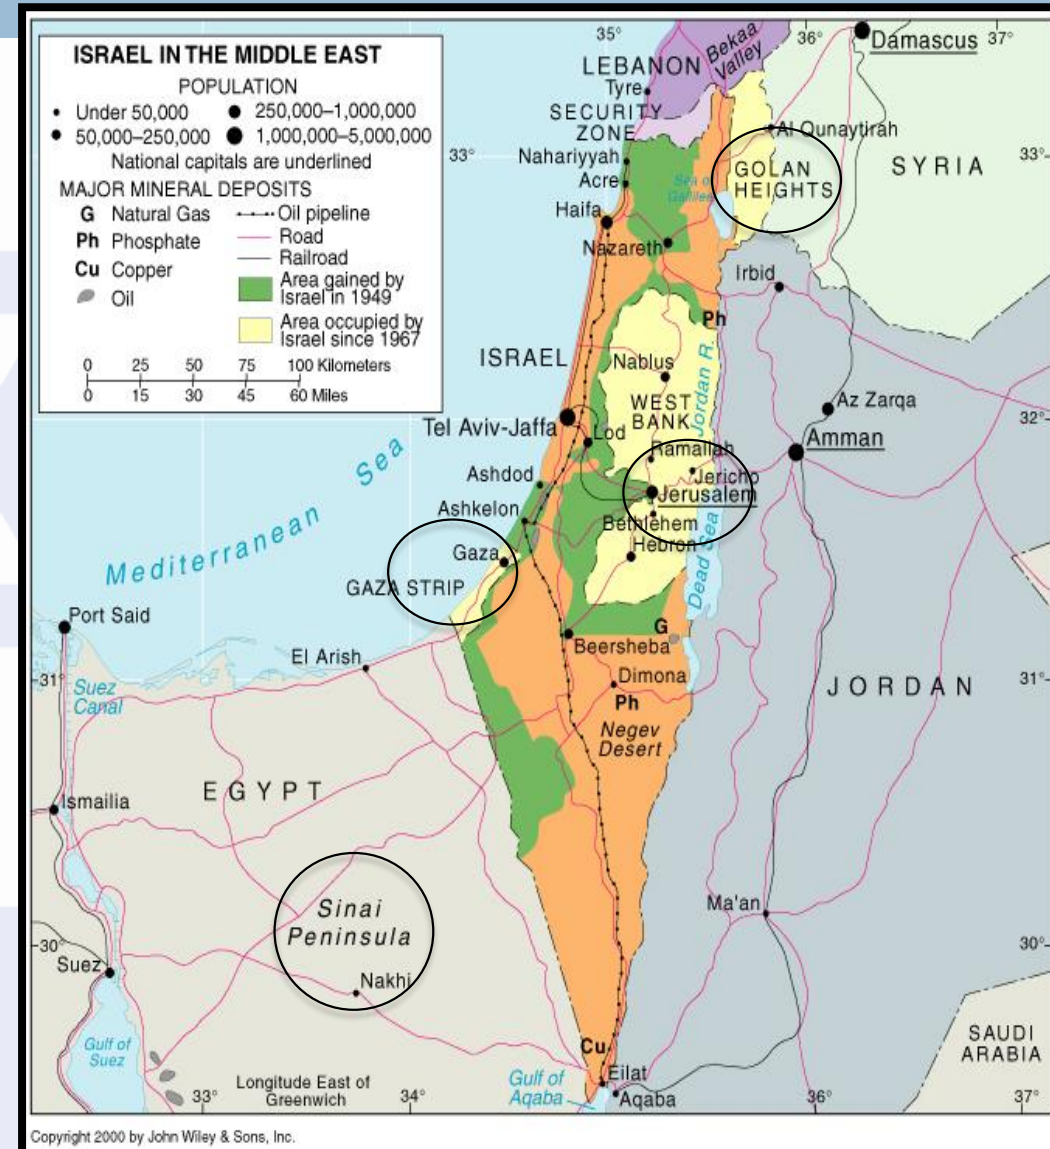 ISRAEL IN THE MIDDLE EAST
POPULATION
Under 50,000
250,000–1,000,000
50,000–250,000
1,000,000–5,000,000
National capitals are underlined
MAJOR MINERAL DEPOSITS
G Natural Gas
Ph Phosphate
Cu Copper
Oil
Oil pipeline
Road
Railroad
Area gained by
Israel in 1949
Area occupied by
Israel since 1967
0 25 50 75 100 Kilometers
0 15 30 45 60 Miles
35°
36°
37°
Damascus
Bekaa
Valley
LEBANON
Tyre
SECURITY
ZONE
Al Qunaytirah
33°
Nahariyyah
33°
SYRIA
GOLAN
HEIGHTS
Acre
Sea of
Galilee
Haifa
Nazareth
Irbid
Ph
ISRAEL
Nablus
Jordan R.
WEST
BANK
Az Zarqa
32°
Tel Aviv-Jaffa
Lod
Amman
Ramallah
Jericho
Ashdod
Jerusalem
Ashkelon
Bethlehem
Hebron
Mediterranean Sea
Gaza
GAZA STRIP
Dead Sea
Port Said
G
Beersheba
El Arish
Dimona
31°
31°
Suez
Canal
Ph
JORDAN
Negev
Desert
EGYPT
Ismailia
Ma'an
Sinai
Peninsula
30°
30°
Suez
Nakhi
Gulf of
Suez
Cu
SAUDI
ARABIA
Eilat
Gulf of
Aqaba
Aqaba
Longitude East of
Greenwich
33°
34°
36°
37°
Copyright 2000 by John Wiley & Sons, Inc.